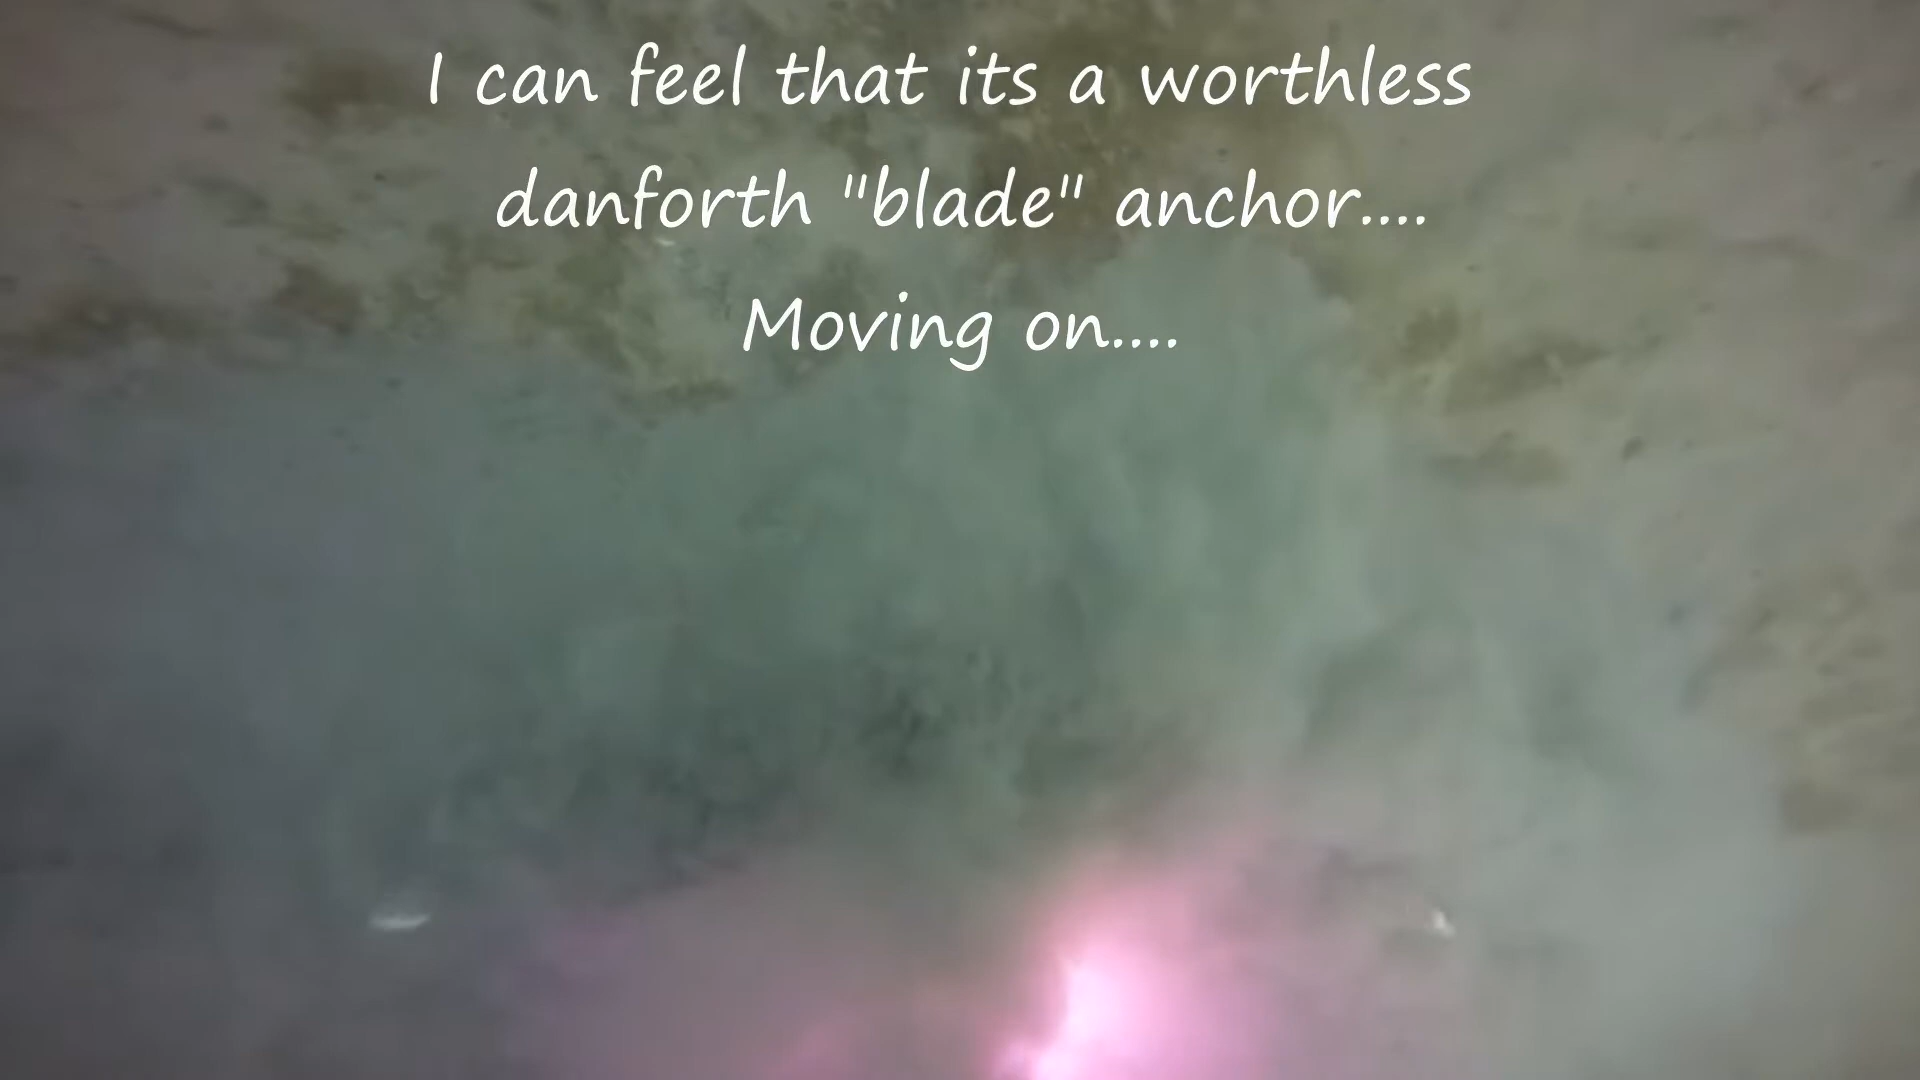 I can feel that its a worthless
danforth "blade" anchor....
Moving on....